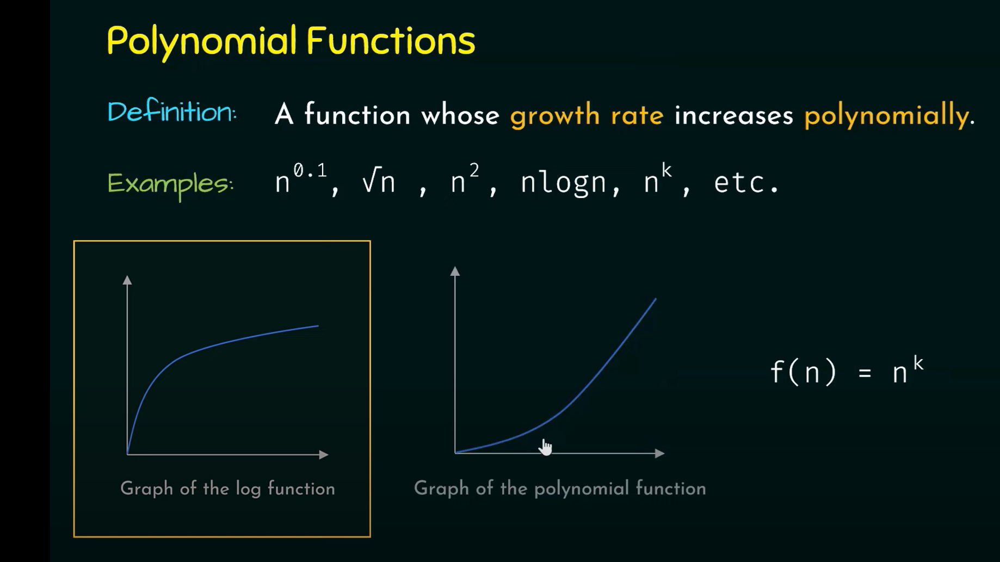 Polynomial Functions
Definition: A function whose growth rate increases polynomially.
Examples: n^0.1, √n , n^2, nlogn, n^k, etc.
Graph of the log function
Graph of the polynomial function
f(n) = n^k